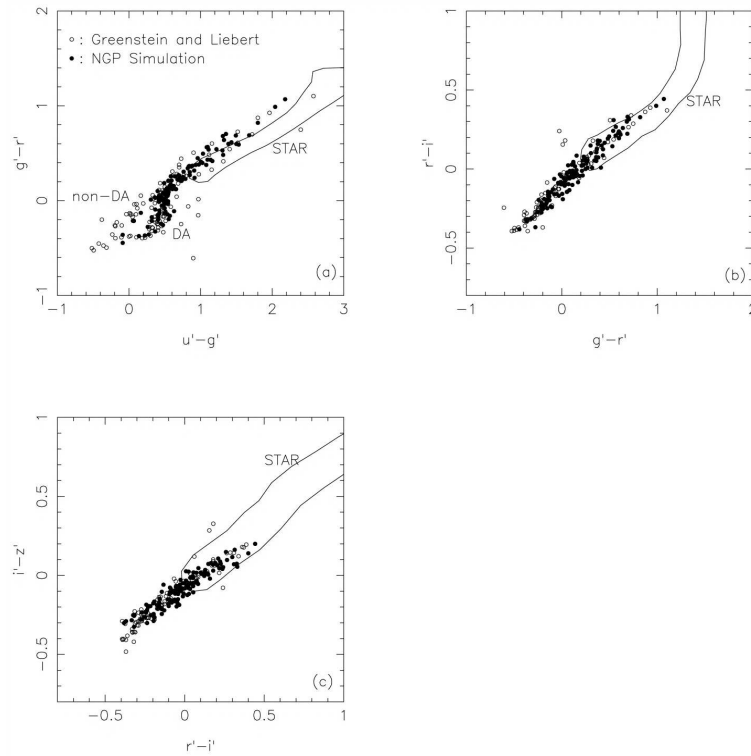 ○ : Greenstein and Liebert
● : NGP Simulation
2
1
0
−1
g'−r'
STAR
non−DA
DA
(a)
−1
0
1
2
3
u'−g'
1
0.5
0
−0.5
r'−i'
STAR
(b)
−1
0
1
2
g'−r'
1
0.5
0
−0.5
i'−z'
STAR
(c)
−0.5
0
0.5
1
r'−i'